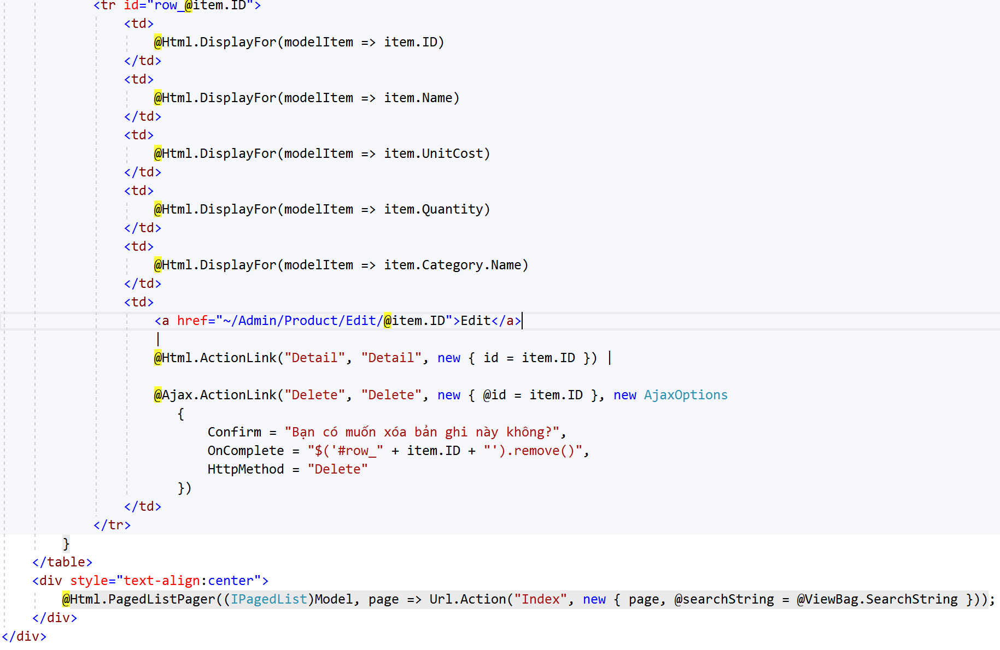 <tr id="row_@item.ID">
<td>
@Html.DisplayFor(modelItem => item.ID)
</td>
<td>
@Html.DisplayFor(modelItem => item.Name)
</td>
<td>
@Html.DisplayFor(modelItem => item.UnitCost)
</td>
<td>
@Html.DisplayFor(modelItem => item.Quantity)
</td>
<td>
@Html.DisplayFor(modelItem => item.Category.Name)
</td>
<td>
<a href="~/Admin/Product/Edit/@item.ID">Edit</a>
|
@Html.ActionLink("Detail", "Detail", new { id = item.ID }) |
@Ajax.ActionLink("Delete", "Delete", new { @id = item.ID }, new AjaxOptions
{
Confirm = "Bạn có muốn xóa bản ghi này không?",
OnComplete = "$('#row_" + item.ID + "').remove()",
HttpMethod = "Delete"
})
</td>
</tr>
}
</table>
<div style="text-align:center">
@Html.PagedListPager((IPagedList)Model, page => Url.Action("Index", new { page, @searchString = @ViewBag.SearchString }));
</div>
</div>